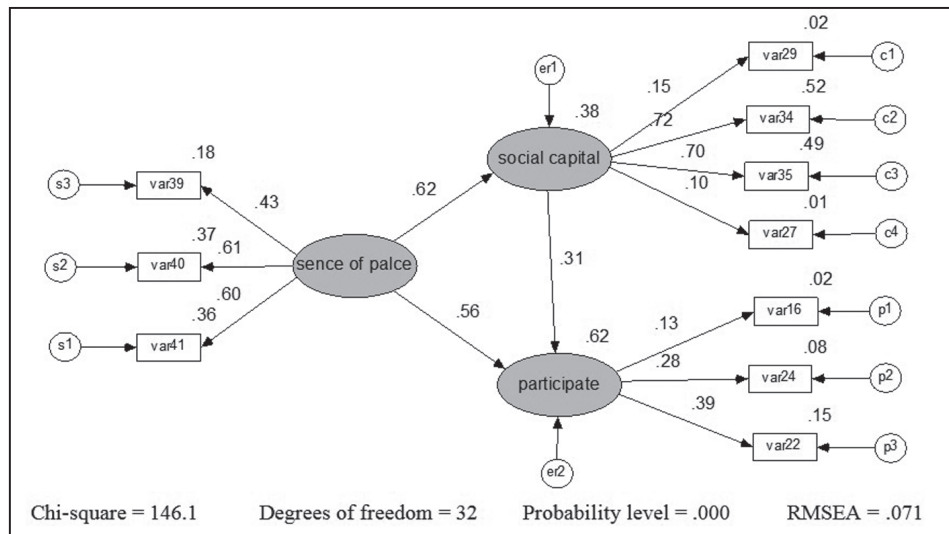 .02
er1
var29
c1
.15
.52
.38
.72
var34
c2
.49
social capital
.18
.70
s3
var39
var35
c3
.62
.10
.01
.43
var27
c4
.37
.61
s2
var40
sence of palce
.31
.60
.02
.36
.56
var16
p1
.13
s1
var41
.62
.28
.08
participate
var24
p2
.39
.15
var22
p3
er2
Chi-square = 146.1 Degrees of freedom = 32 Probability level = .000 RMSEA = .071